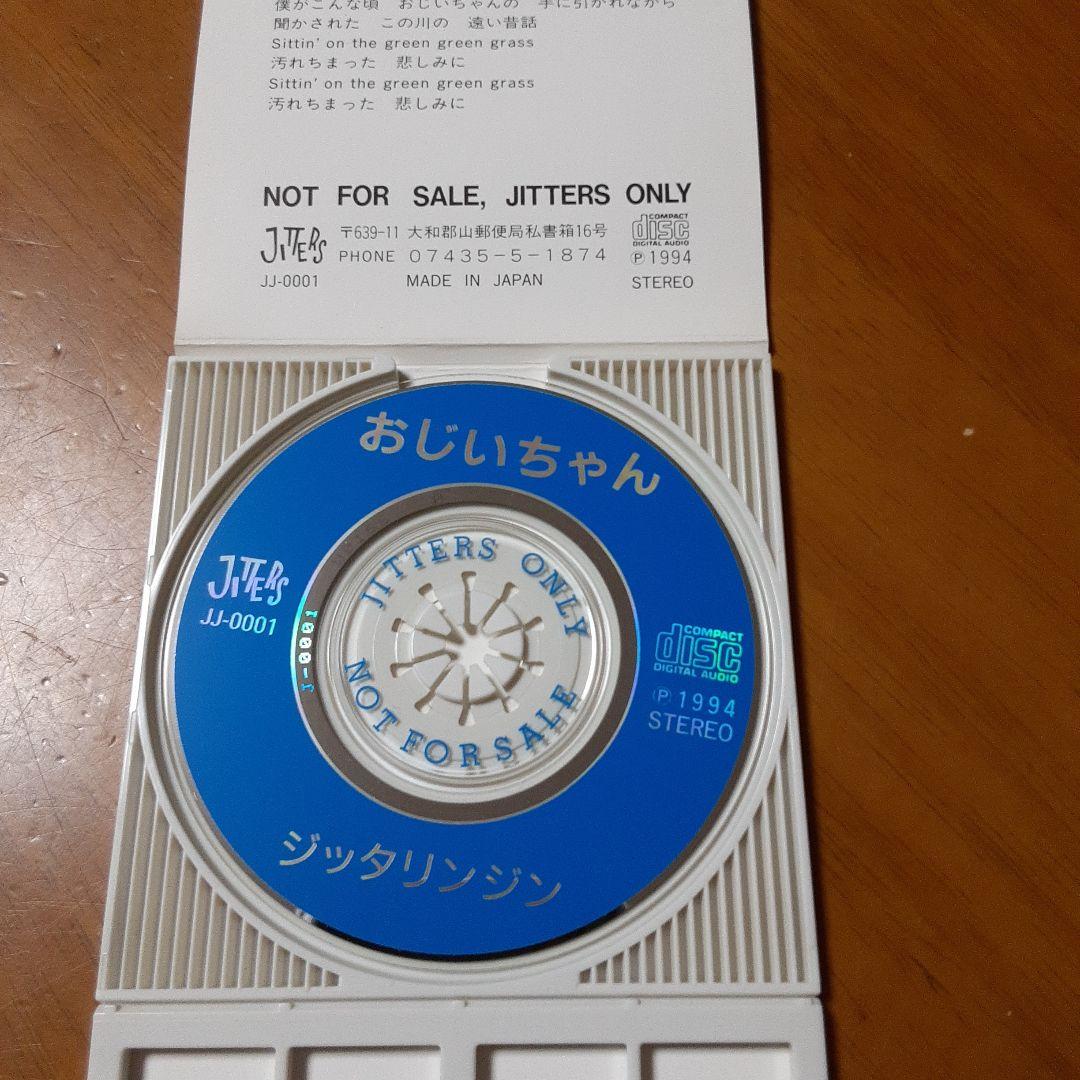 僕がこんな頃　おじいちゃんの　手に引かれながら
聞かされた　この川の　遠い昔話
Sittin' on the green green grass
汚れちまった　悲しみに
Sittin' on the green green grass
汚れちまった　悲しみに
NOT FOR SALE, JITTERS ONLY
JITTERS
〒639-11 大和郡山郵便局私書箱16号
PHONE 07435-5-1874
JJ-0001
MADE IN JAPAN
COMPACT
disc
DIGITAL AUDIO
Ⓟ1994
STEREO
おじいちゃん
JITTERS
JJ-0001
J-0001
JITTERS ONLY
NOT FOR SALE
COMPACT
disc
DIGITAL AUDIO
Ⓟ1994
STEREO
ジッタリンジン